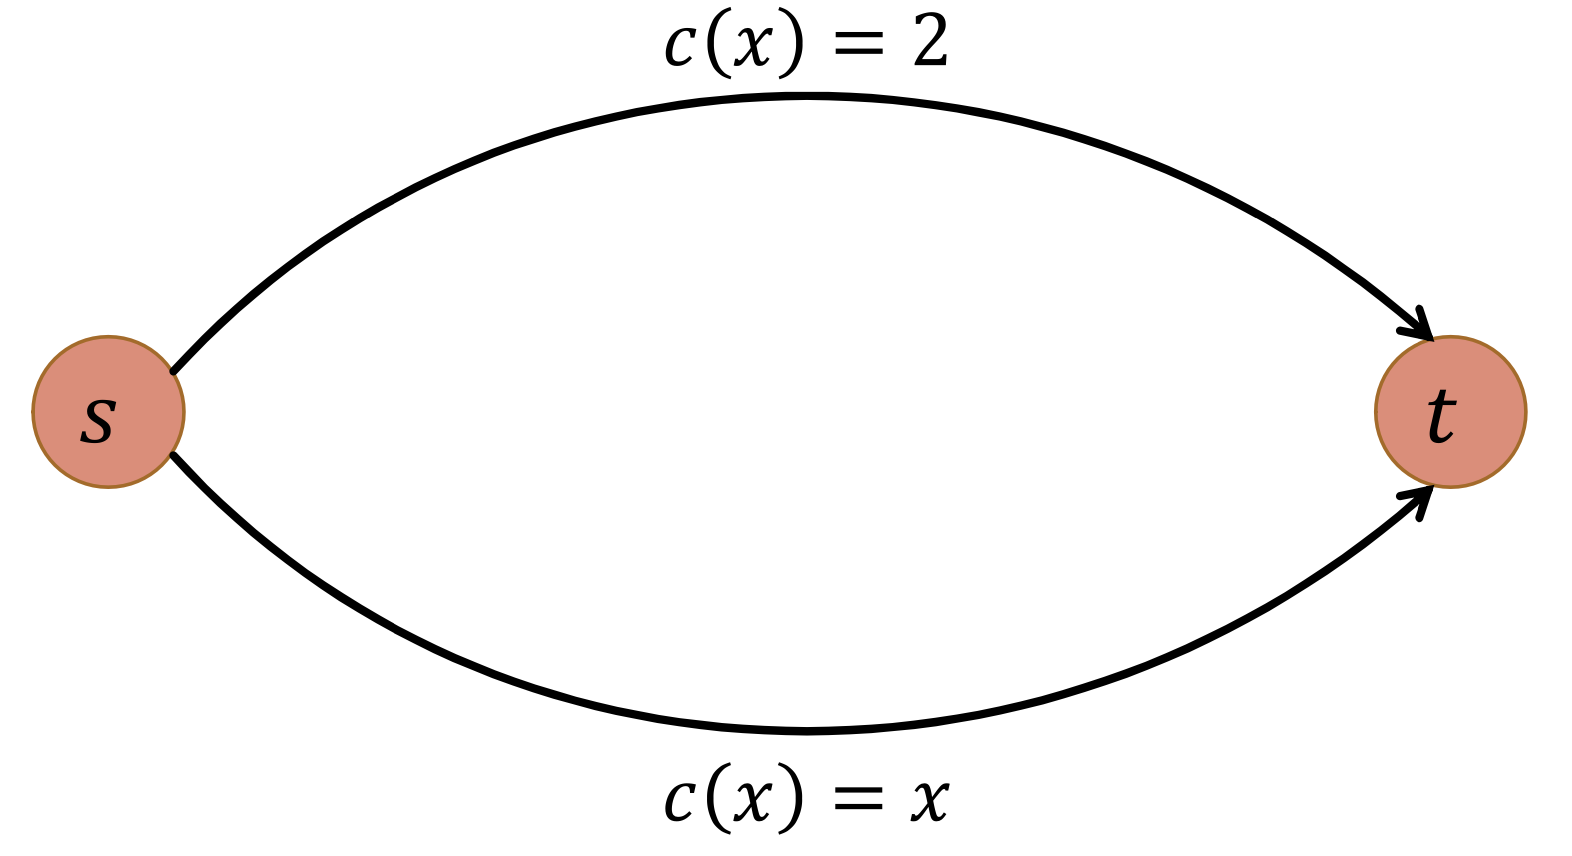 c(x) = 2
s
t
c(x) = x